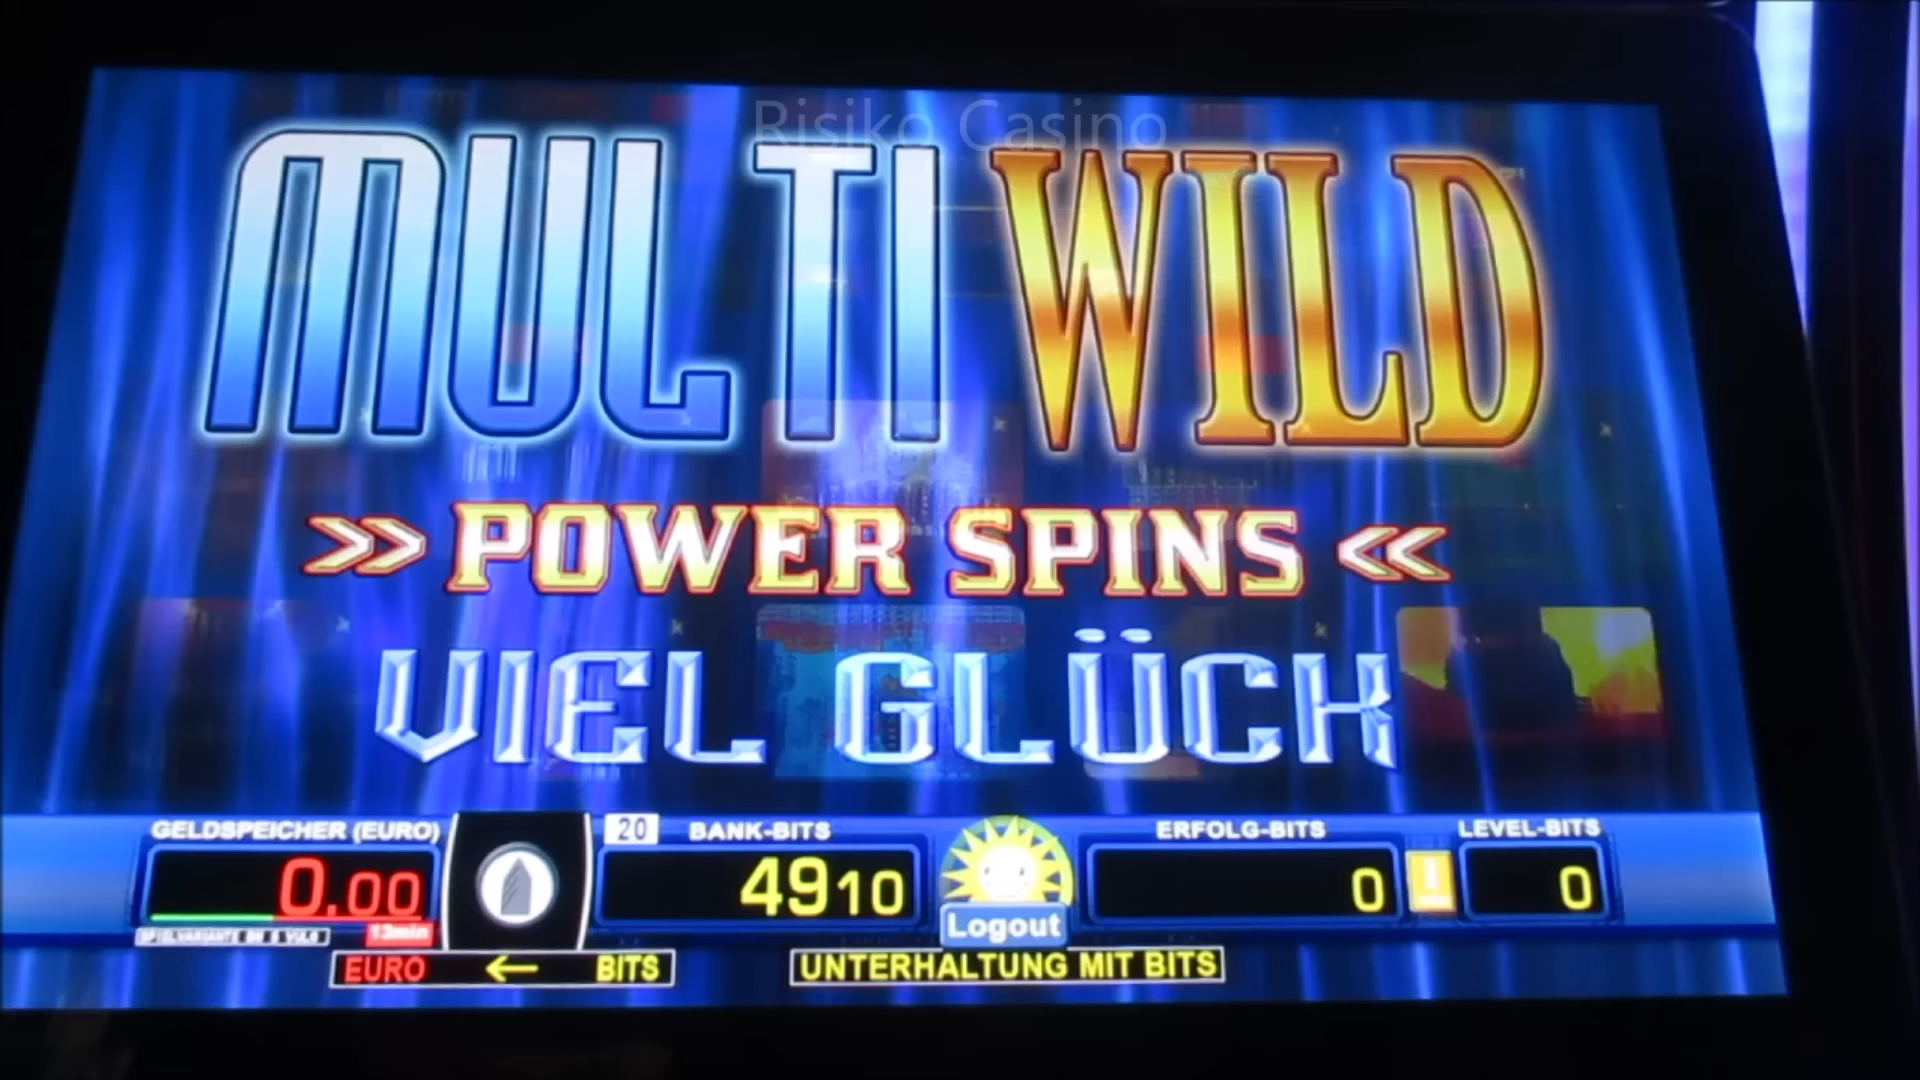 Risiko Casino
MULTI WILD
>> POWER SPINS <<
VIEL GLÜCK
GELDSPEICHER (EURO)
20 BANK-BITS
ERFOLG-BITS
LEVEL-BITS
0.00
4910
0
0
Logout
13min
EURO ← BITS
UNTERHALTUNG MIT BITS